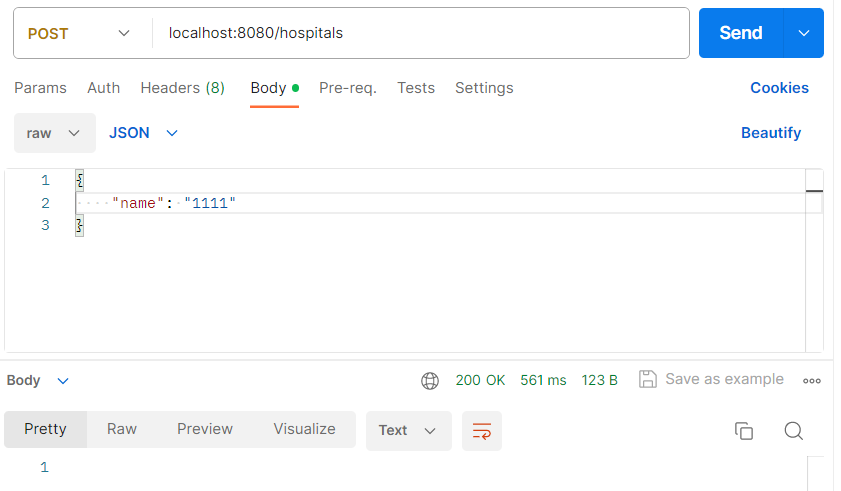 POST localhost:8080/hospitals Send
Params Auth Headers (8) Body Pre-req. Tests Settings Cookies
raw JSON Beautify
1 {
2 "name": "1111"
3 }
Body 200 OK 561 ms 123 B Save as example
Pretty Raw Preview Visualize Text
1